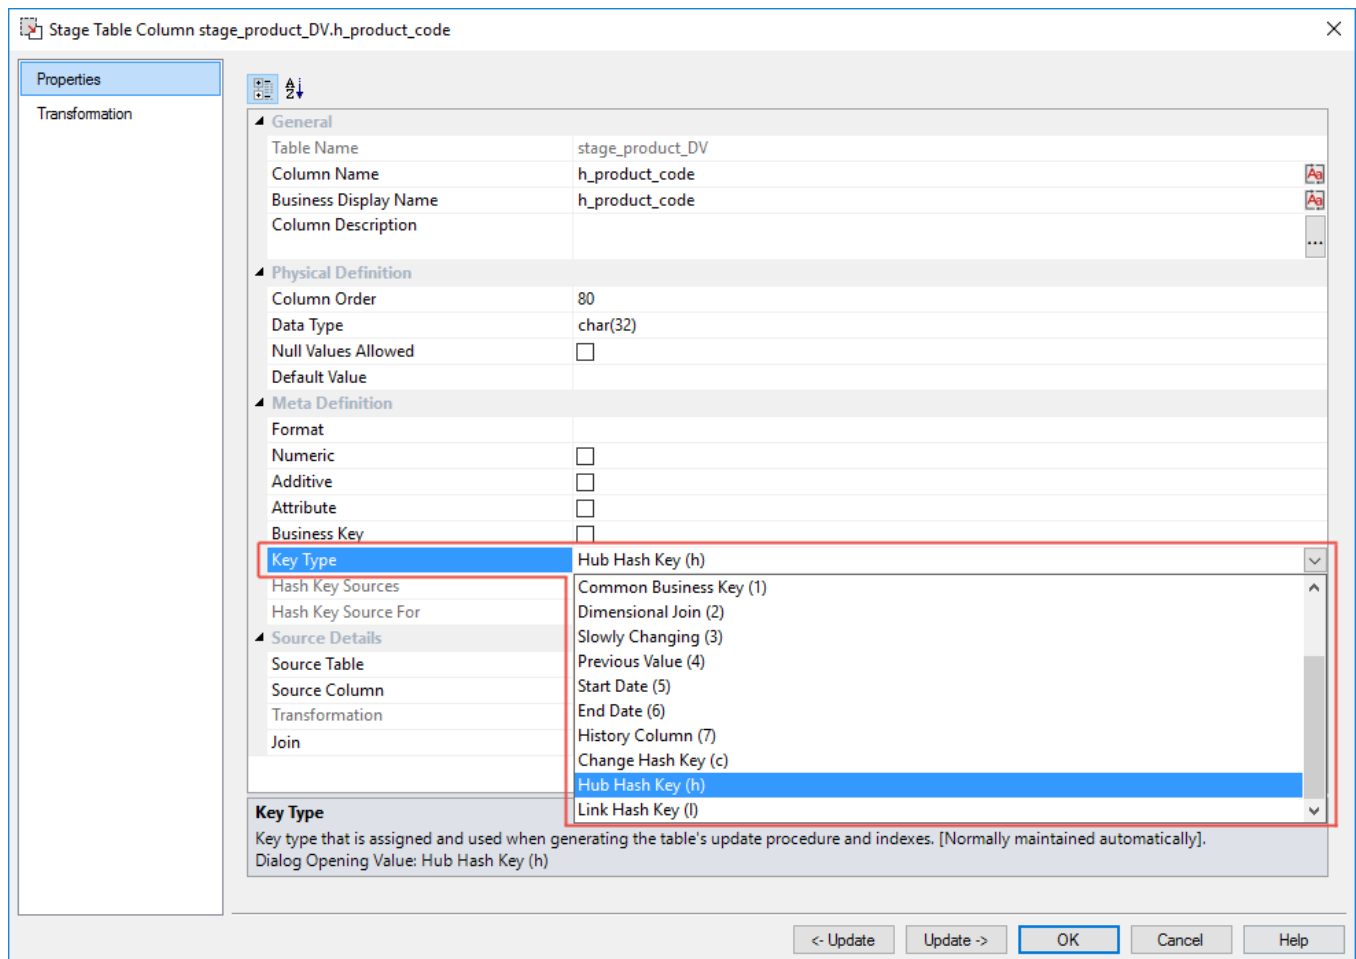 Stage Table Column stage_product_DV.h_product_code
Properties
Transformation
General
Table Name stage_product_DV
Column Name h_product_code
Business Display Name h_product_code
Column Description
...
Physical Definition
Column Order 80
Data Type char(32)
Null Values Allowed
Default Value
Meta Definition
Format
Numeric
Additive
Attribute
Business Key
Key Type Hub Hash Key (h)
Hash Key Sources Common Business Key (1)
Hash Key Source For Dimensional Join (2)
Source Details Slowly Changing (3)
Source Table Previous Value (4)
Source Column Start Date (5)
Transformation End Date (6)
Join History Column (7)
Change Hash Key (c)
Hub Hash Key (h)
Link Hash Key (l)
Key Type
Key type that is assigned and used when generating the table's update procedure and indexes. [Normally maintained automatically].
Dialog Opening Value: Hub Hash Key (h)
<- Update Update -> OK Cancel Help